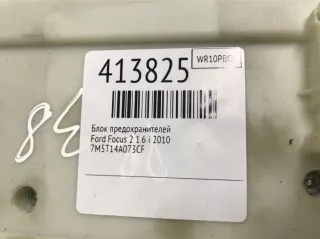 413825
WR10PB
Блок предохранителей
Ford Focus 2 1.6 i 2010
7M5T14A073CF